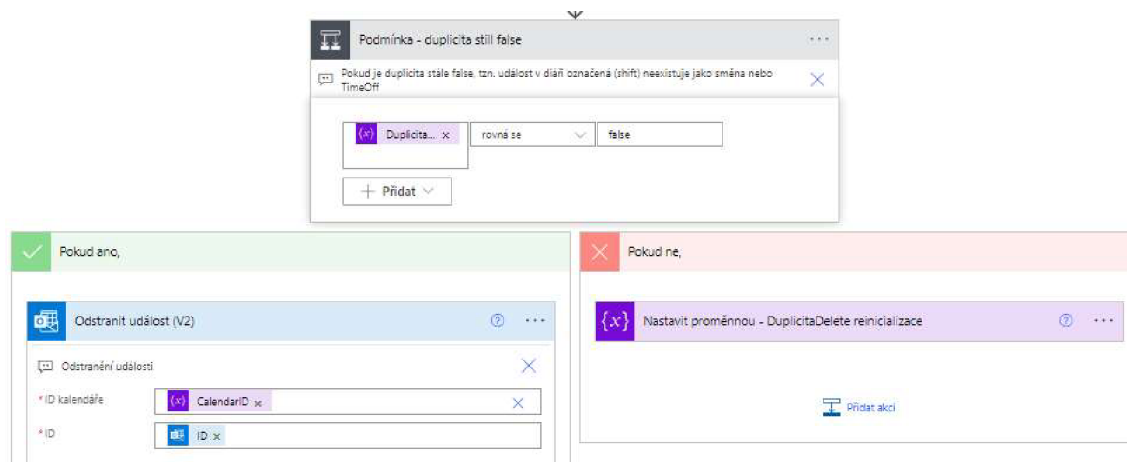 Podmínka - duplicita still false
Pokud je duplicita stále false, tzn. událost v diáři označená (shift) neexistuje jako směna nebo
TimeOff
{x} Duplicita... x rovná se false
+ Přidat
Pokud ano,
Odstranit událost (V2)
Odstranění události
*ID kalendáře {x} CalendarID x
*ID ID x
Pokud ne,
{x} Nastavit proměnnou - DuplicitaDelete reinicializace
Přidat akci